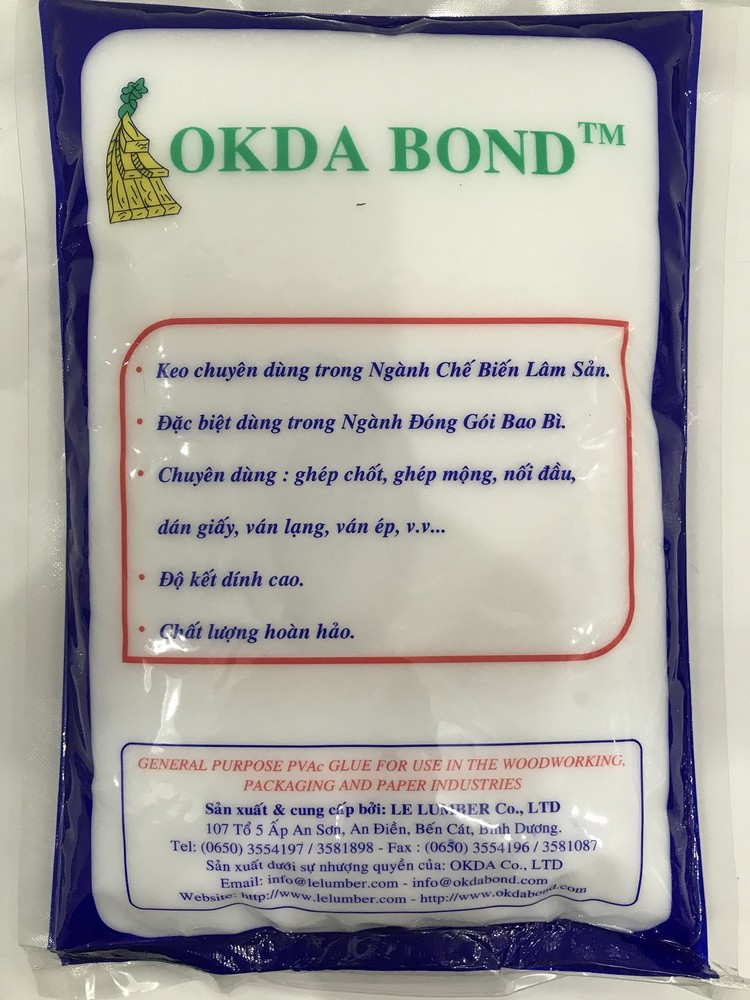 OKDA BOND™
• Keo chuyên dùng trong Ngành Chế Biến Lâm Sản.
• Đặc biệt dùng trong Ngành Đóng Gói Bao Bì.
• Chuyên dùng : ghép chốt, ghép mộng, nối đầu,
dán giấy, ván lạng, ván ép, v.v...
• Độ kết dính cao.
• Chất lượng hoàn hảo.
GENERAL PURPOSE PVAc GLUE FOR USE IN THE WOODWORKING,
PACKAGING AND PAPER INDUSTRIES
Sản xuất & cung cấp bởi: LE LUMBER Co., LTD
107 Tổ 5 Ấp An Sơn, An Điền, Bến Cát, Bình Dương.
Tel: (0650) 3554197 / 3581898 - Fax : (0650) 3554196 / 3581087
Sản xuất dưới sự nhượng quyền của: OKDA Co., LTD
Email: info@lelumber.com - info@okdabond.com
Website: http://www.lelumber.com - http://www.okdabond.com